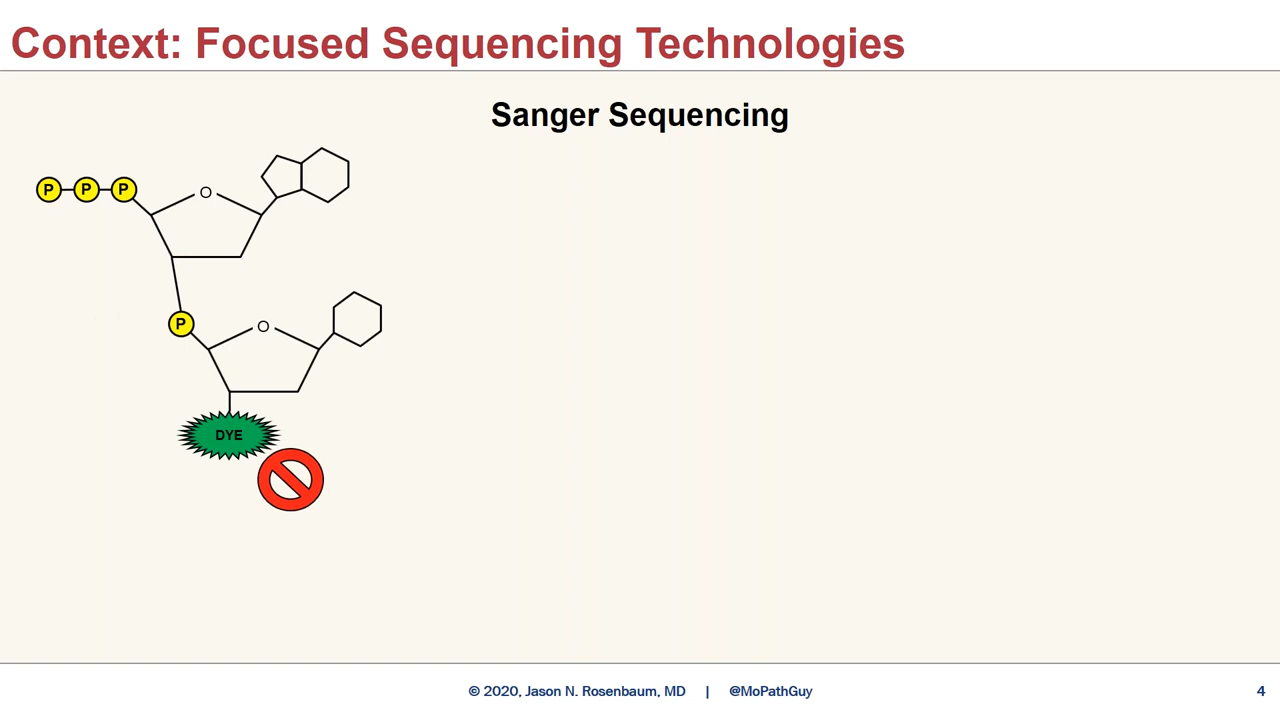 Context: Focused Sequencing Technologies
Sanger Sequencing
P P P
O
P
O
DYE
© 2020, Jason N. Rosenbaum, MD | @MoPathGuy
4